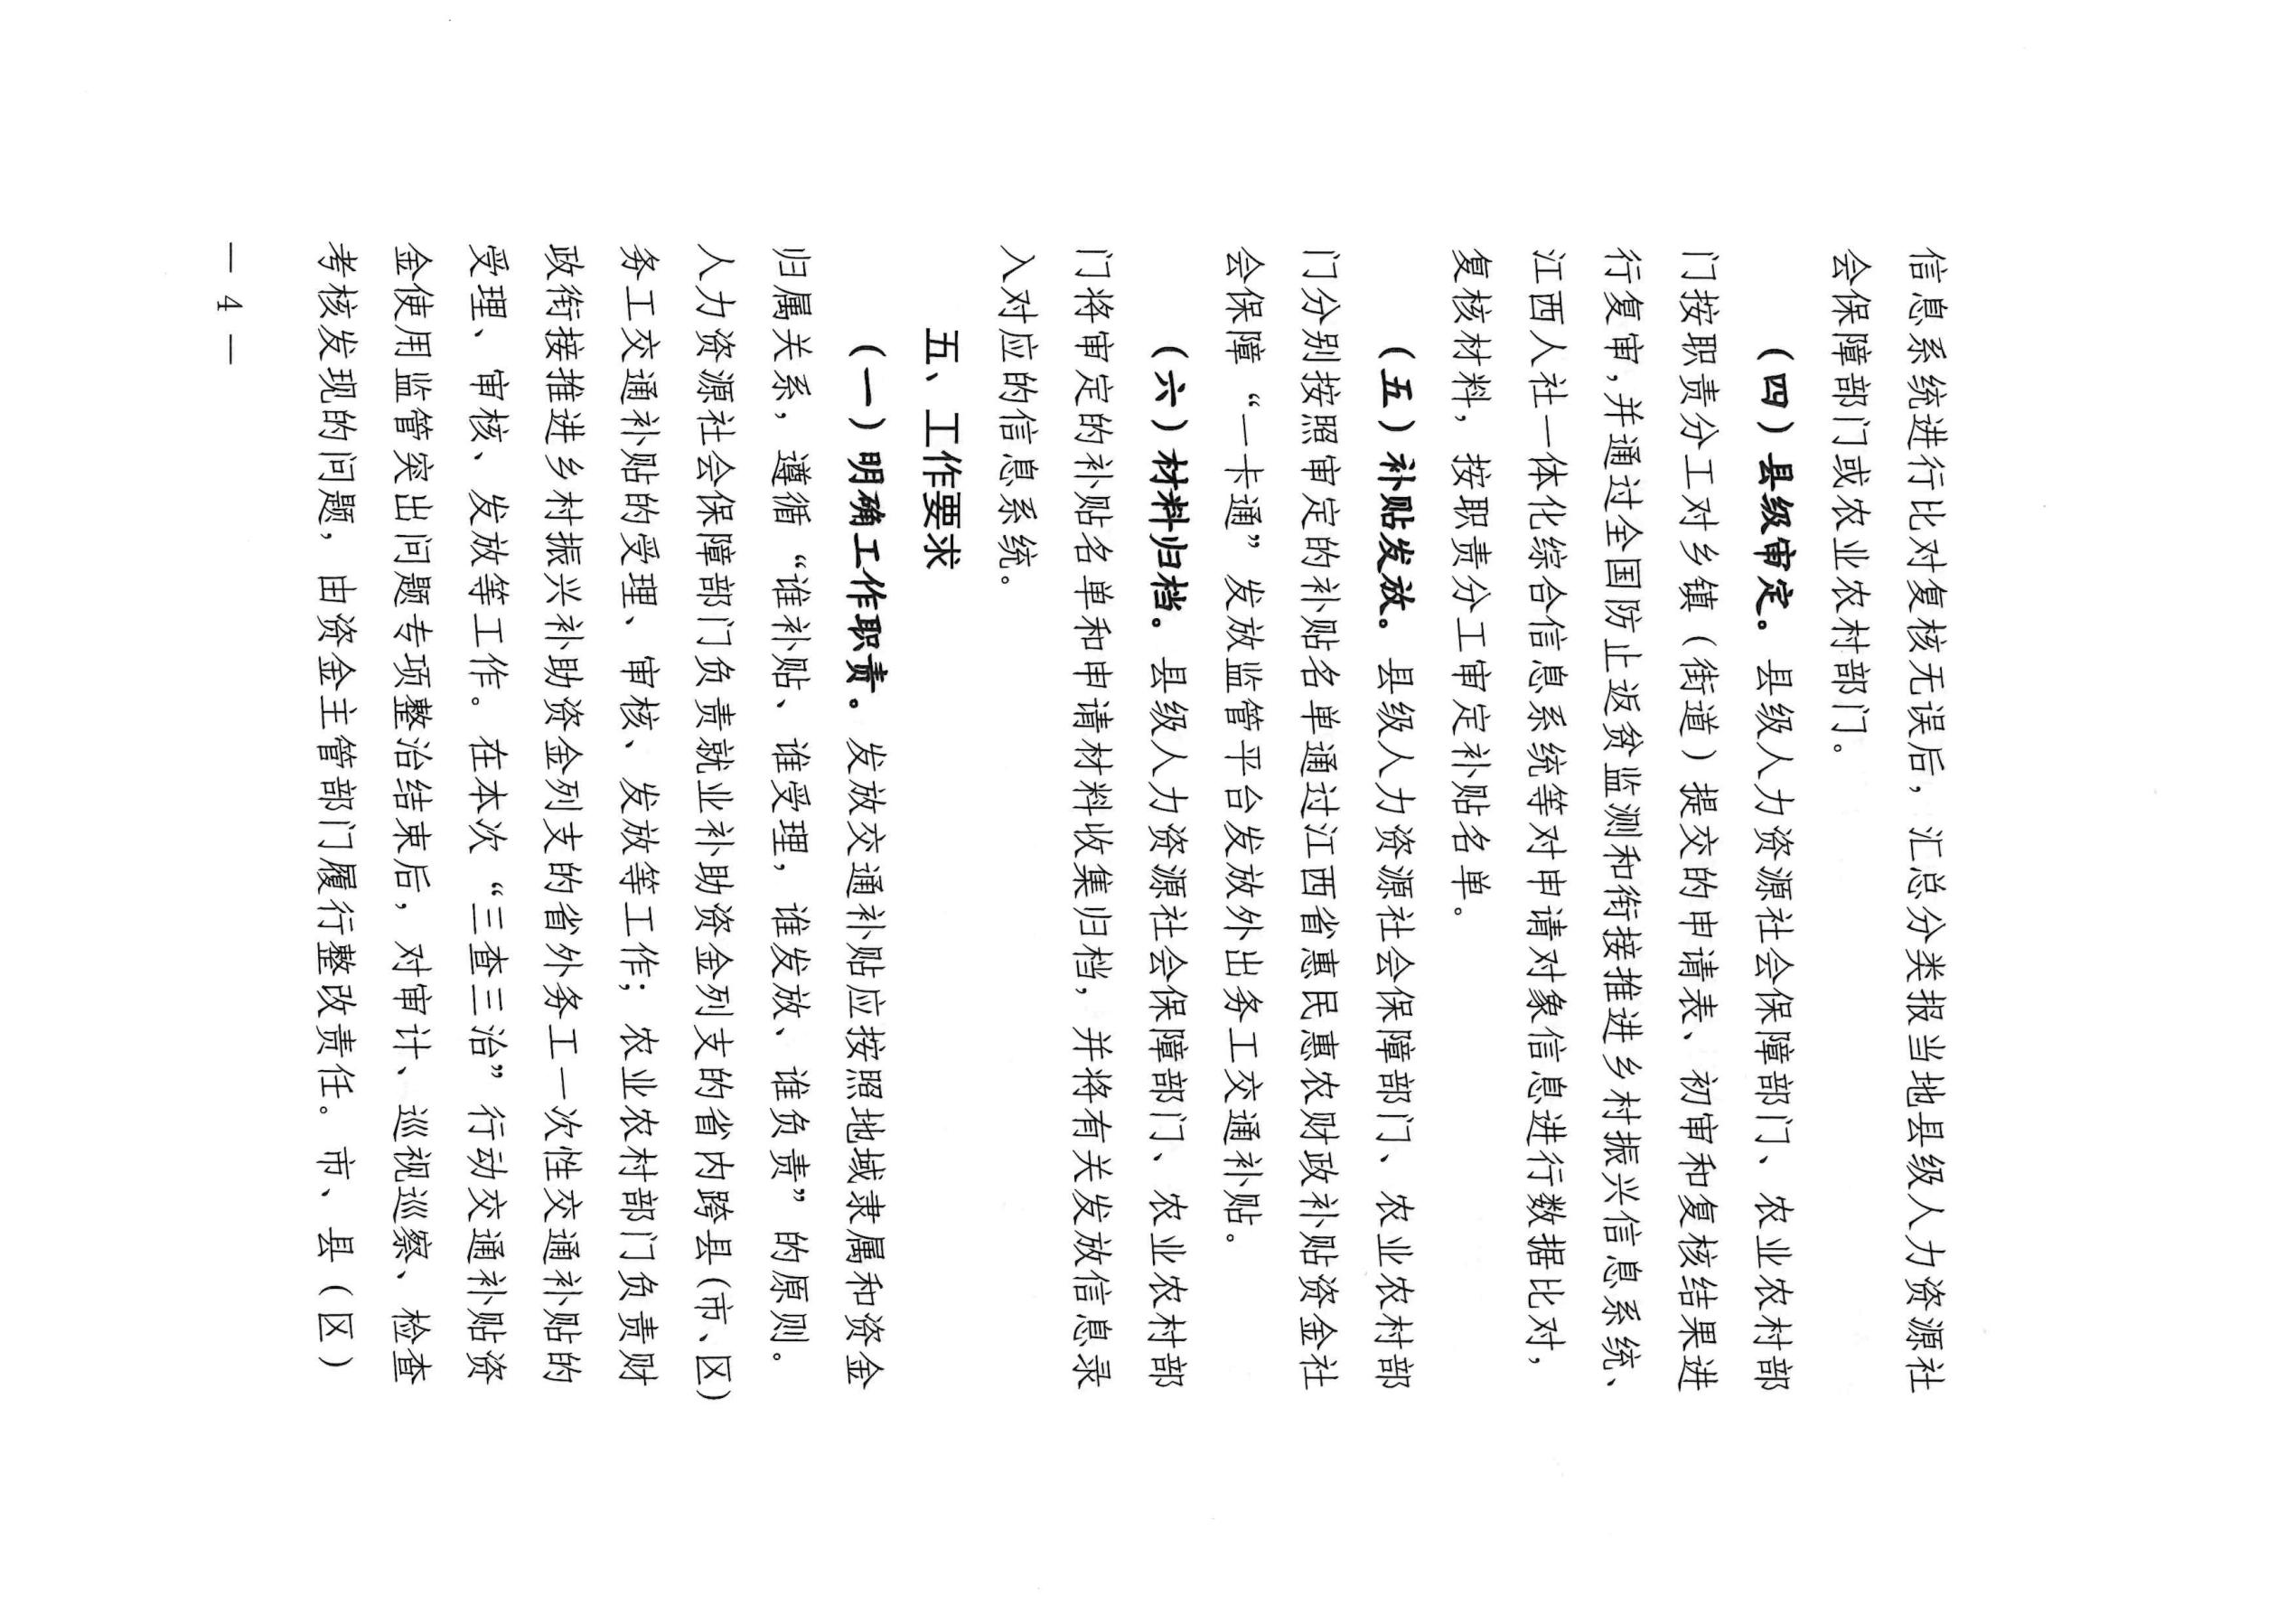 信息系统进行比对复核无误后，汇总分类报当地县级人力资源社
会保障部门或农业农村部门。
（四）县级审定。县级人力资源社会保障部门、农业农村部
门按职责分工对乡镇（街道）提交的申请表、初审和复核结果进
行复审，并通过全国防止返贫监测和衔接推进乡村振兴信息系统、
江西人社一体化综合信息系统等对申请对象信息进行数据比对，
复核材料，按职责分工审定补贴名单。
（五）补贴发放。县级人力资源社会保障部门、农业农村部
门分别按照审定的补贴名单通过江西省惠民惠农财政补贴资金社
会保障“一卡通”发放监管平台发放外出务工交通补贴。
（六）材料归档。县级人力资源社会保障部门、农业农村部
门将审定的补贴名单和申请材料收集归档，并将有关发放信息录
入对应的信息系统。
五、工作要求
（一）明确工作职责。发放交通补贴应按照地域隶属和资金
归属关系，遵循“谁补贴、谁受理，谁发放、谁负责”的原则。
人力资源社会保障部门负责就业补助资金列支的省内跨县（市、区）
务工交通补贴的受理、审核、发放等工作；农业农村部门负责财
政衔接推进乡村振兴补助资金列支的省外务工一次性交通补贴的
受理、审核、发放等工作。在本次“三查三治”行动交通补贴资
金使用监管突出问题专项整治结束后，对审计、巡视巡察、检查
考核发现的问题，由资金主管部门履行整改责任。市、县（区）
— 4 —